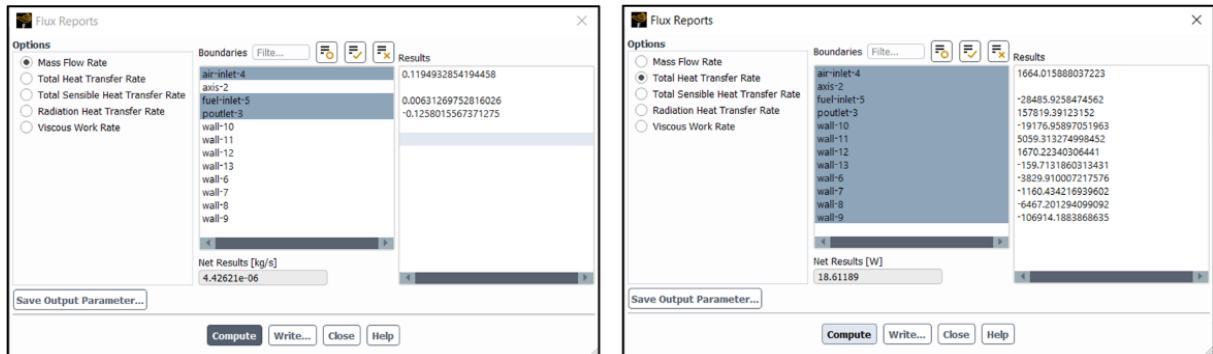 Flux Reports
Options
Mass Flow Rate
Total Heat Transfer Rate
Total Sensible Heat Transfer Rate
Radiation Heat Transfer Rate
Viscous Work Rate
Boundaries Filte...
air-inlet-4
axis-2
fuel-inlet-5
poutlet-3
wall-10
wall-11
wall-12
wall-13
wall-6
wall-7
wall-8
wall-9
Results
0.1194932854194458
0.00631269752816026
-0.1258015567371275
Net Results [kg/s]
4.42621e-06
Save Output Parameter...
Compute Write... Close Help
Flux Reports
Options
Mass Flow Rate
Total Heat Transfer Rate
Total Sensible Heat Transfer Rate
Radiation Heat Transfer Rate
Viscous Work Rate
Boundaries Filte...
air-inlet-4
axis-2
fuel-inlet-5
poutlet-3
wall-10
wall-11
wall-12
wall-13
wall-6
wall-7
wall-8
wall-9
Results
1664.015888037223
-28485.9258474562
157819.39123152
-19176.95897051963
5059.313274998452
1670.22340306441
-159.7131860313431
-3829.910007217576
-1160.434216939602
-6467.201294099092
-106914.1883868635
Net Results [W]
18.61189
Save Output Parameter...
Compute Write... Close Help